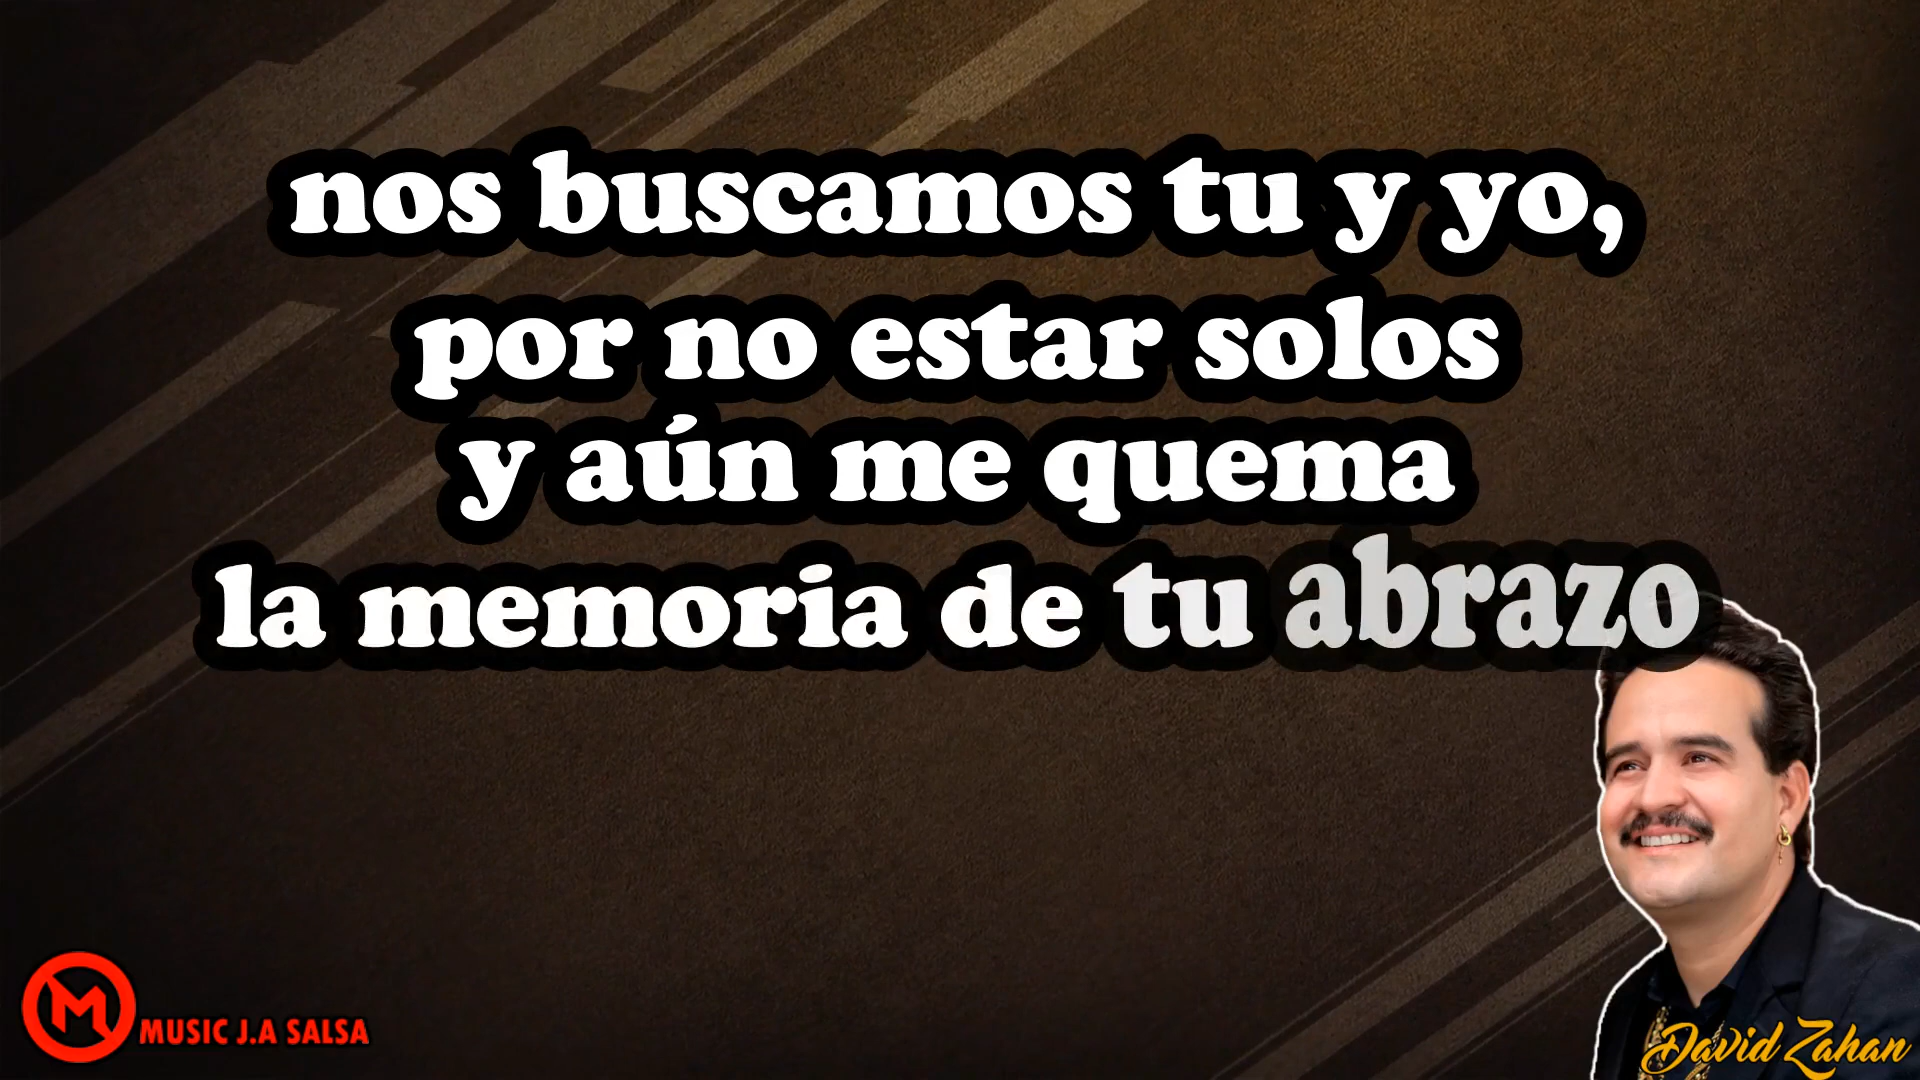 nos buscamos tu y yo,
por no estar solos
y aún me quema
la memoria de tu abrazo
M
MUSIC J.A SALSA
David Zahan